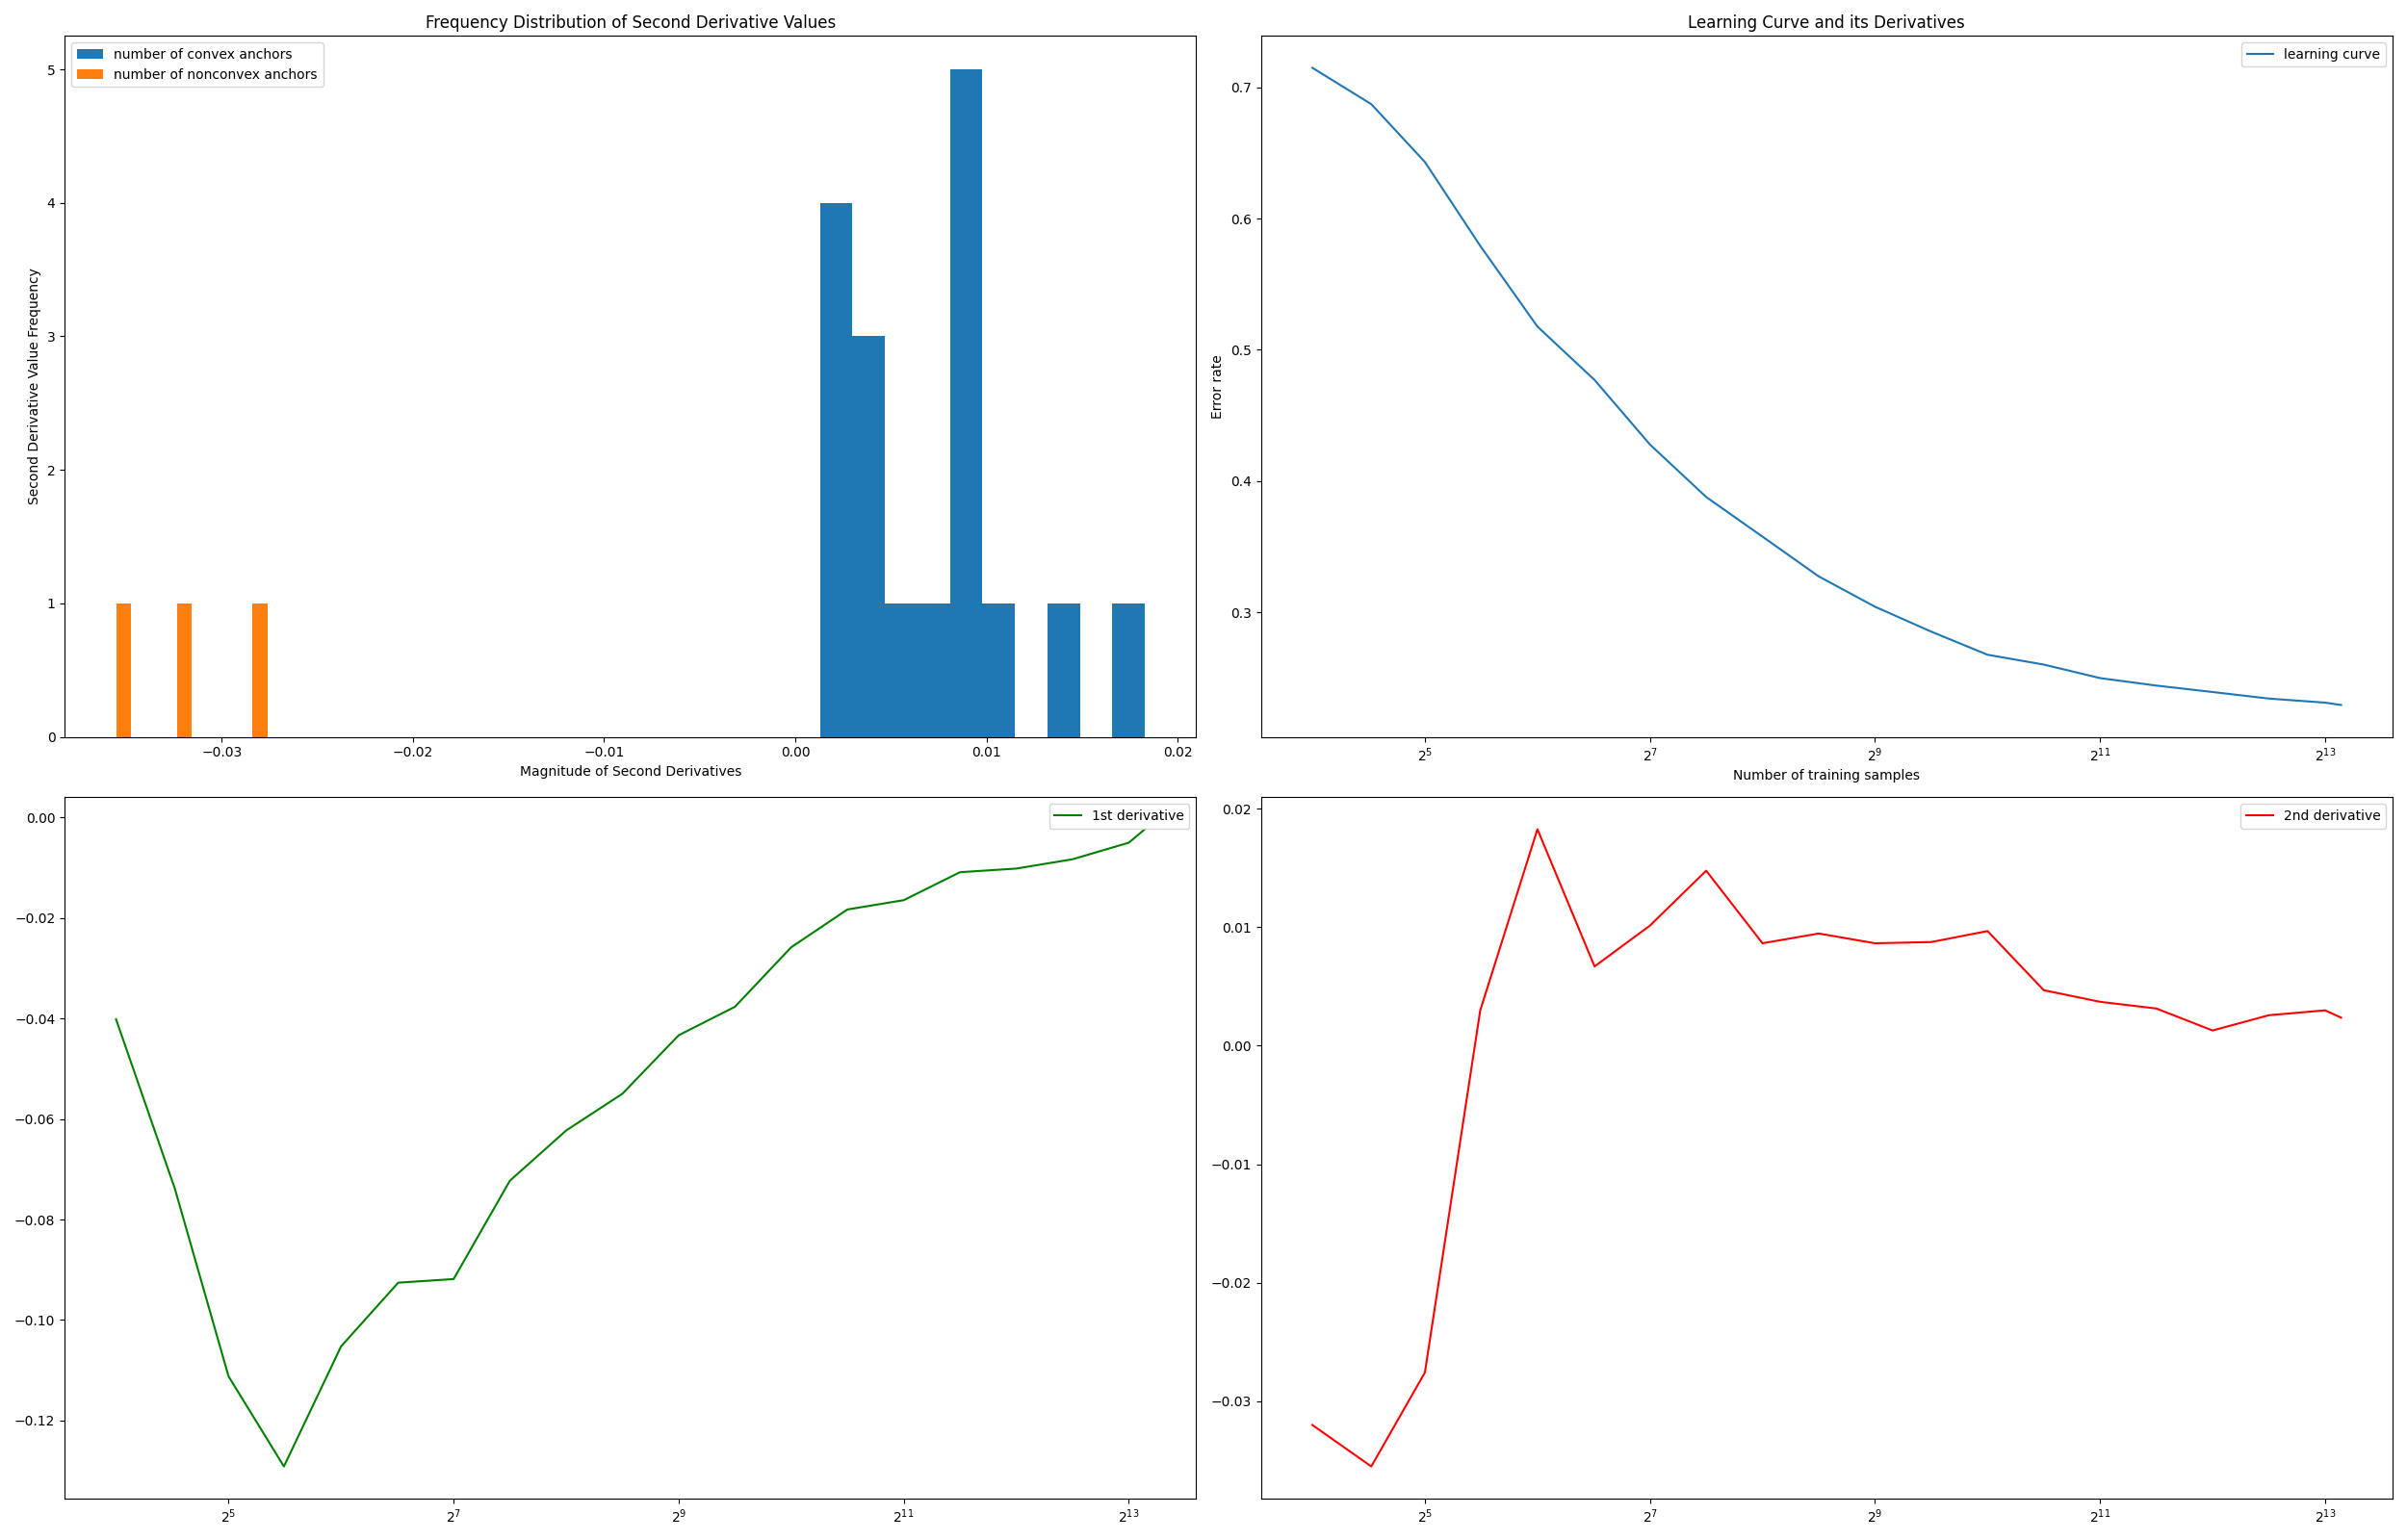 Frequency Distribution of Second Derivative Values
number of convex anchors
number of nonconvex anchors
5
4
3
2
1
0
Second Derivative Value Frequency
−0.03 −0.02 −0.01 0.00 0.01 0.02
Magnitude of Second Derivatives
Learning Curve and its Derivatives
learning curve
0.7
0.6
0.5
0.4
0.3
Error rate
2^5 2^7 2^9 2^11 2^13
Number of training samples
1st derivative
0.00
−0.02
−0.04
−0.06
−0.08
−0.10
−0.12
2^5 2^7 2^9 2^11 2^13
2nd derivative
0.02
0.01
0.00
−0.01
−0.02
−0.03
2^5 2^7 2^9 2^11 2^13